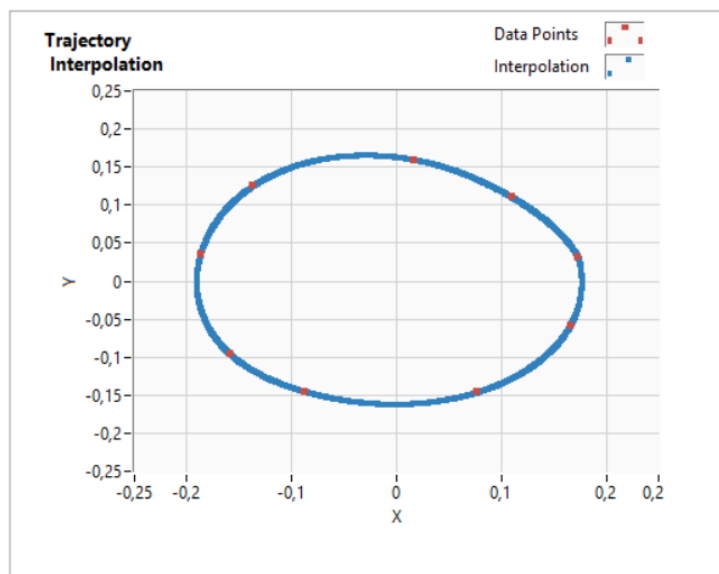 Trajectory
Interpolation
Data Points
Interpolation
0,25
0,2
0,15
0,1
0,05
0
-0,05
-0,1
-0,15
-0,2
-0,25
Y
-0,25 -0,2 -0,1 0 0,1 0,2 0,2
X